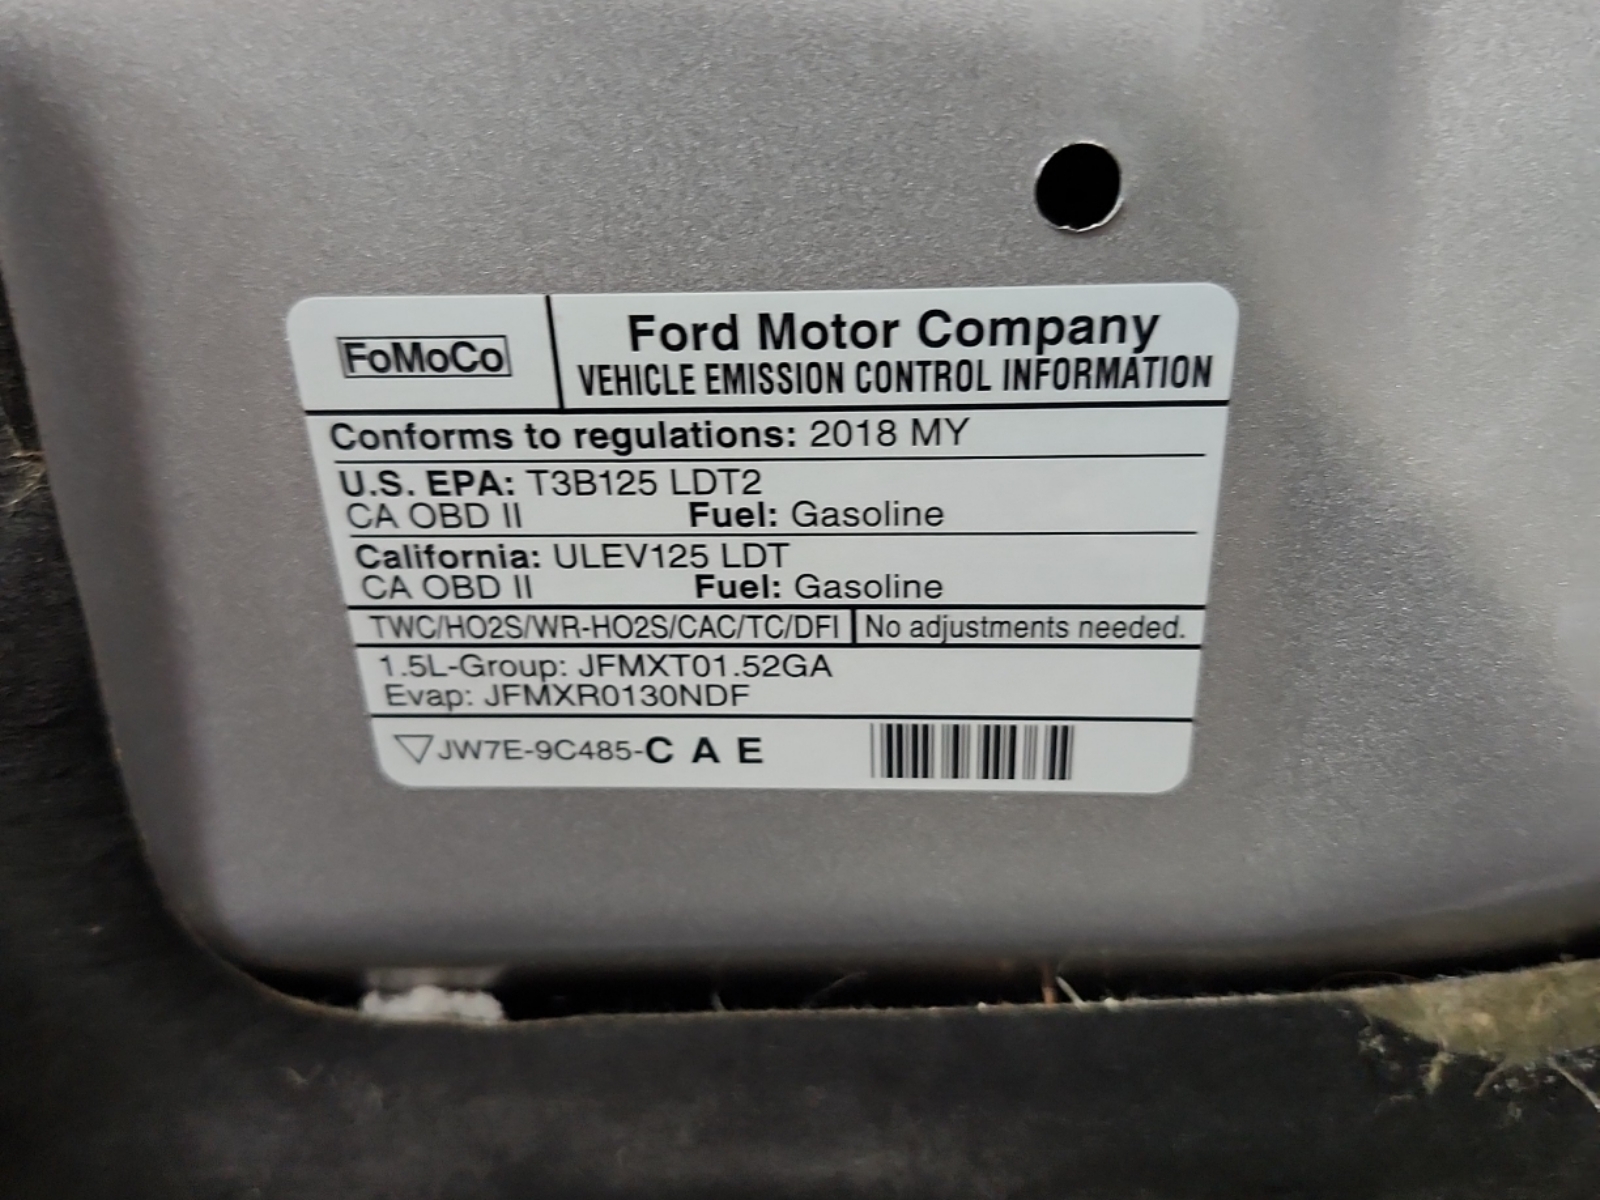 FoMoCo
Ford Motor Company
VEHICLE EMISSION CONTROL INFORMATION
Conforms to regulations: 2018 MY
U.S. EPA: T3B125 LDT2
CA OBD II Fuel: Gasoline
California: ULEV125 LDT
CA OBD II Fuel: Gasoline
TWC/HO2S/WR-HO2S/CAC/TC/DFI No adjustments needed.
1.5L-Group: JFMXT01.52GA
Evap: JFMXR0130NDF
JW7E-9C485-C A E